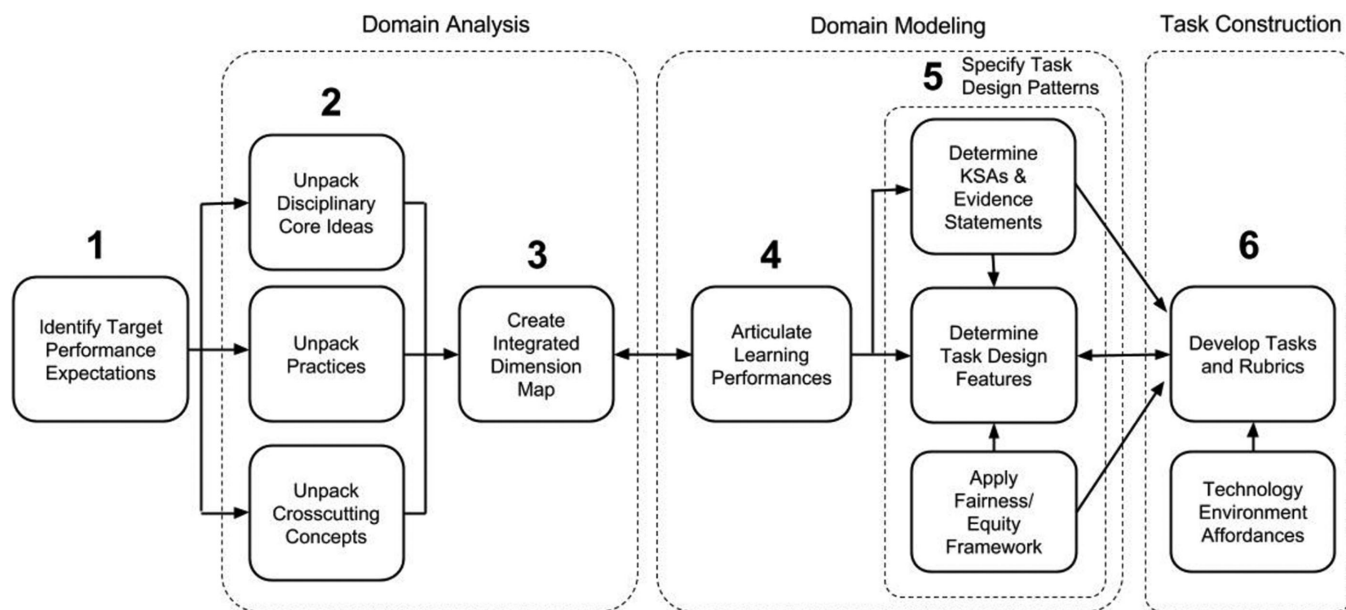 Domain Analysis
Domain Modeling
Task Construction
1
Identify Target
Performance
Expectations
2
Unpack
Disciplinary
Core Ideas
Unpack
Practices
Unpack
Crosscutting
Concepts
3
Create
Integrated
Dimension
Map
4
Articulate
Learning
Performances
5
Specify Task
Design Patterns
Determine
KSAs &
Evidence
Statements
Determine
Task Design
Features
Apply
Fairness/
Equity
Framework
6
Develop Tasks
and Rubrics
Technology
Environment
Affordances